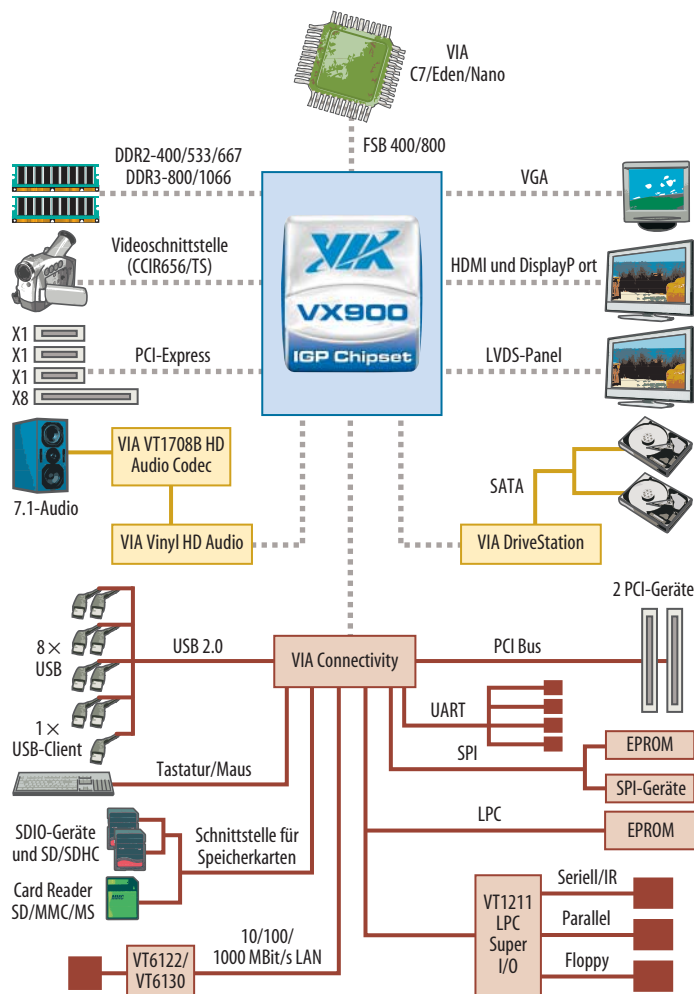 VIA
C7/Eden/Nano
FSB 400/800
DDR2-400/533/667
DDR3-800/1066
VGA
Videoschnittstelle
(CCIR656/TS)
VIA
VX900
IGP Chipset
HDMI und DisplayP ort
X1
X1
X1
X8
PCI-Express
LVDS-Panel
VIA VT1708B HD
Audio Codec
7.1-Audio
SATA
VIA Vinyl HD Audio
VIA DriveStation
2 PCI-Geräte
8 ×
USB
USB 2.0
VIA Connectivity
PCI Bus
1 ×
USB-Client
UART
SPI
EPROM
SPI-Geräte
Tastatur/Maus
LPC
EPROM
SDIO-Geräte
und SD/SDHC
Schnittstelle für
Speicherkarten
Card Reader
SD/MMC/MS
VT1211
LPC
Super
I/O
Seriell/IR
Parallel
Floppy
10/100/
1000 MBit/s LAN
VT6122/
VT6130